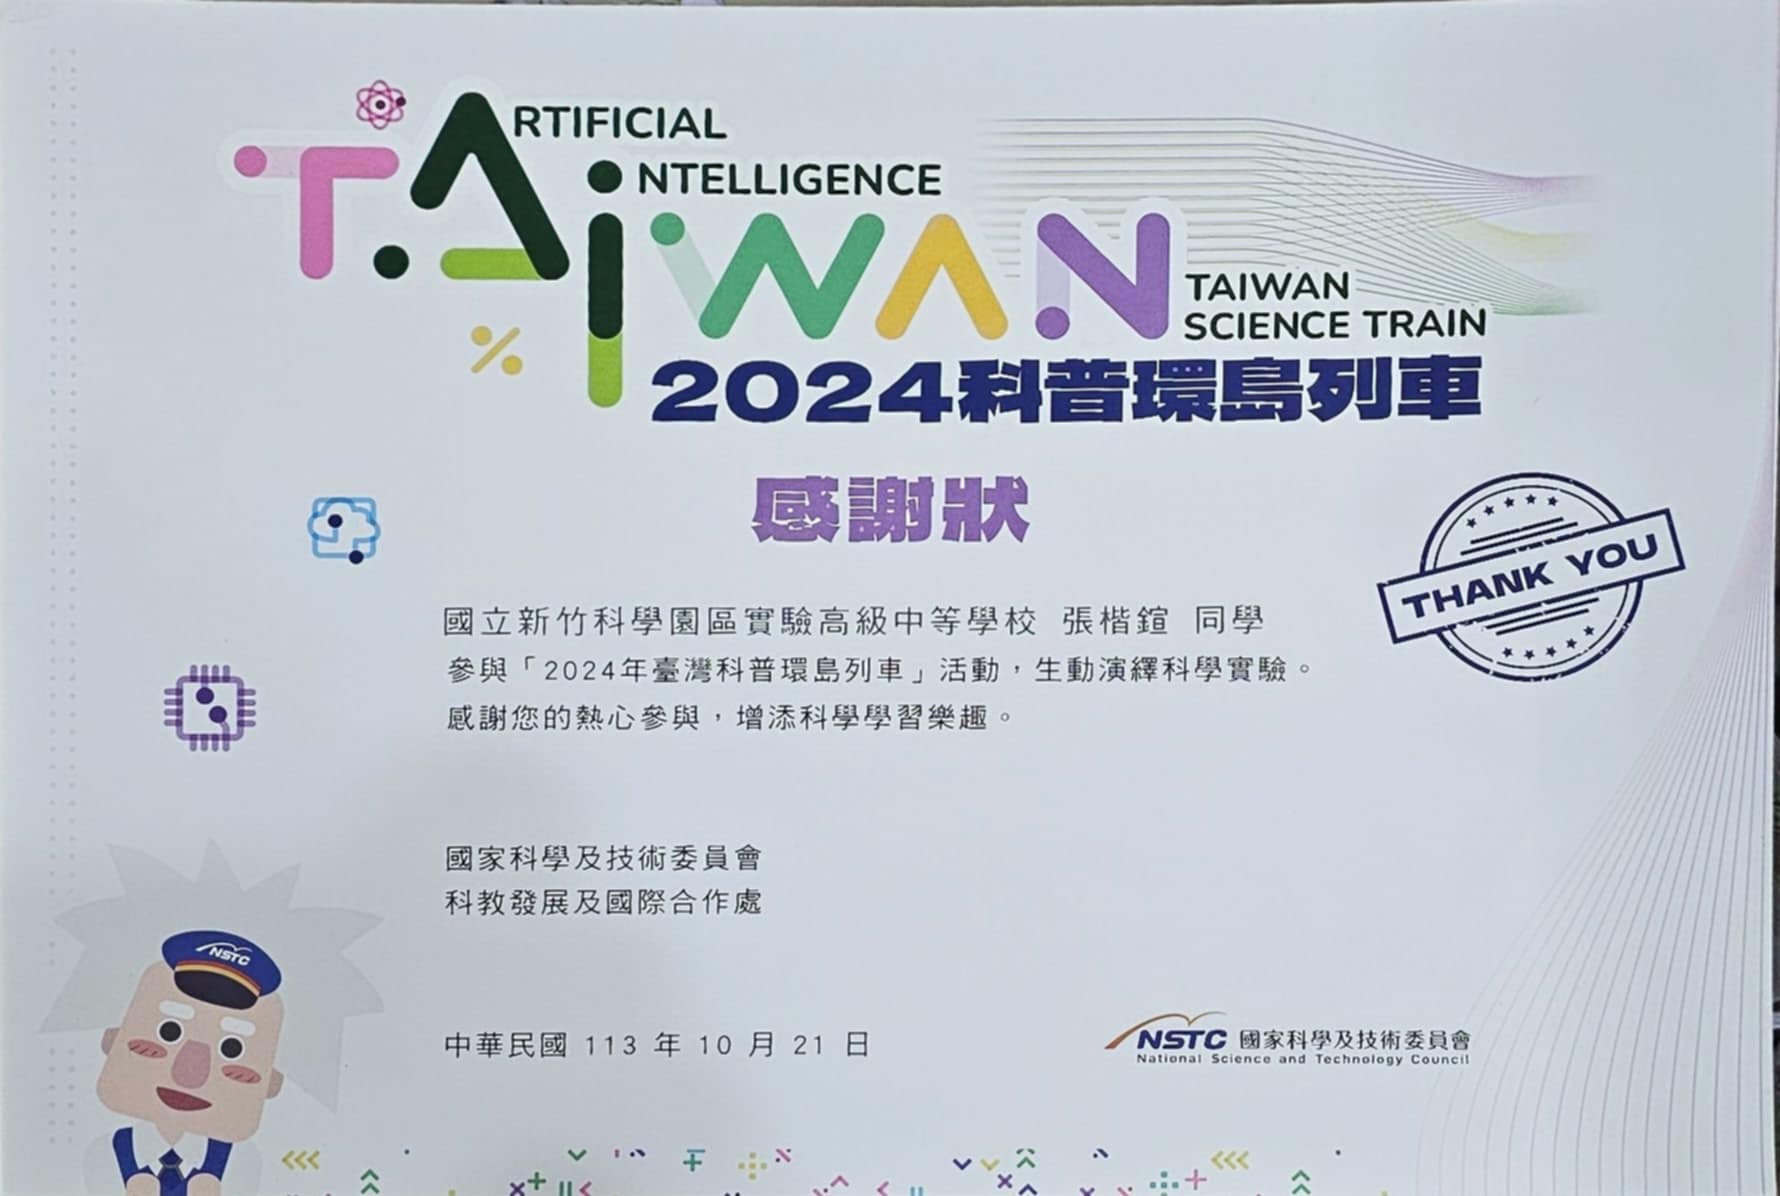 ARTIFICIAL
INTELLIGENCE
TAIWAN
TAIWAN
SCIENCE TRAIN
2024科普環島列車
感謝狀
THANK YOU
國立新竹科學園區實驗高級中等學校 張楷鍹 同學
參與「2024年臺灣科普環島列車」活動，生動演繹科學實驗。
感謝您的熱心參與，增添科學學習樂趣。
國家科學及技術委員會
科教發展及國際合作處
NSTC
中華民國 113 年 10 月 21 日
NSTC 國家科學及技術委員會
National Science and Technology Council